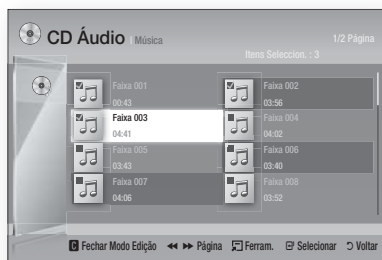 CD Áudio | Música
1/2 Página
Itens Seleccion. : 3
Faixa 001
00:43
Faixa 002
03:56
Faixa 003
04:41
Faixa 004
04:02
Faixa 005
03:43
Faixa 006
03:40
Faixa 007
04:06
Faixa 008
03:52
C Fechar Modo Edição Página Ferram. Selecionar Voltar